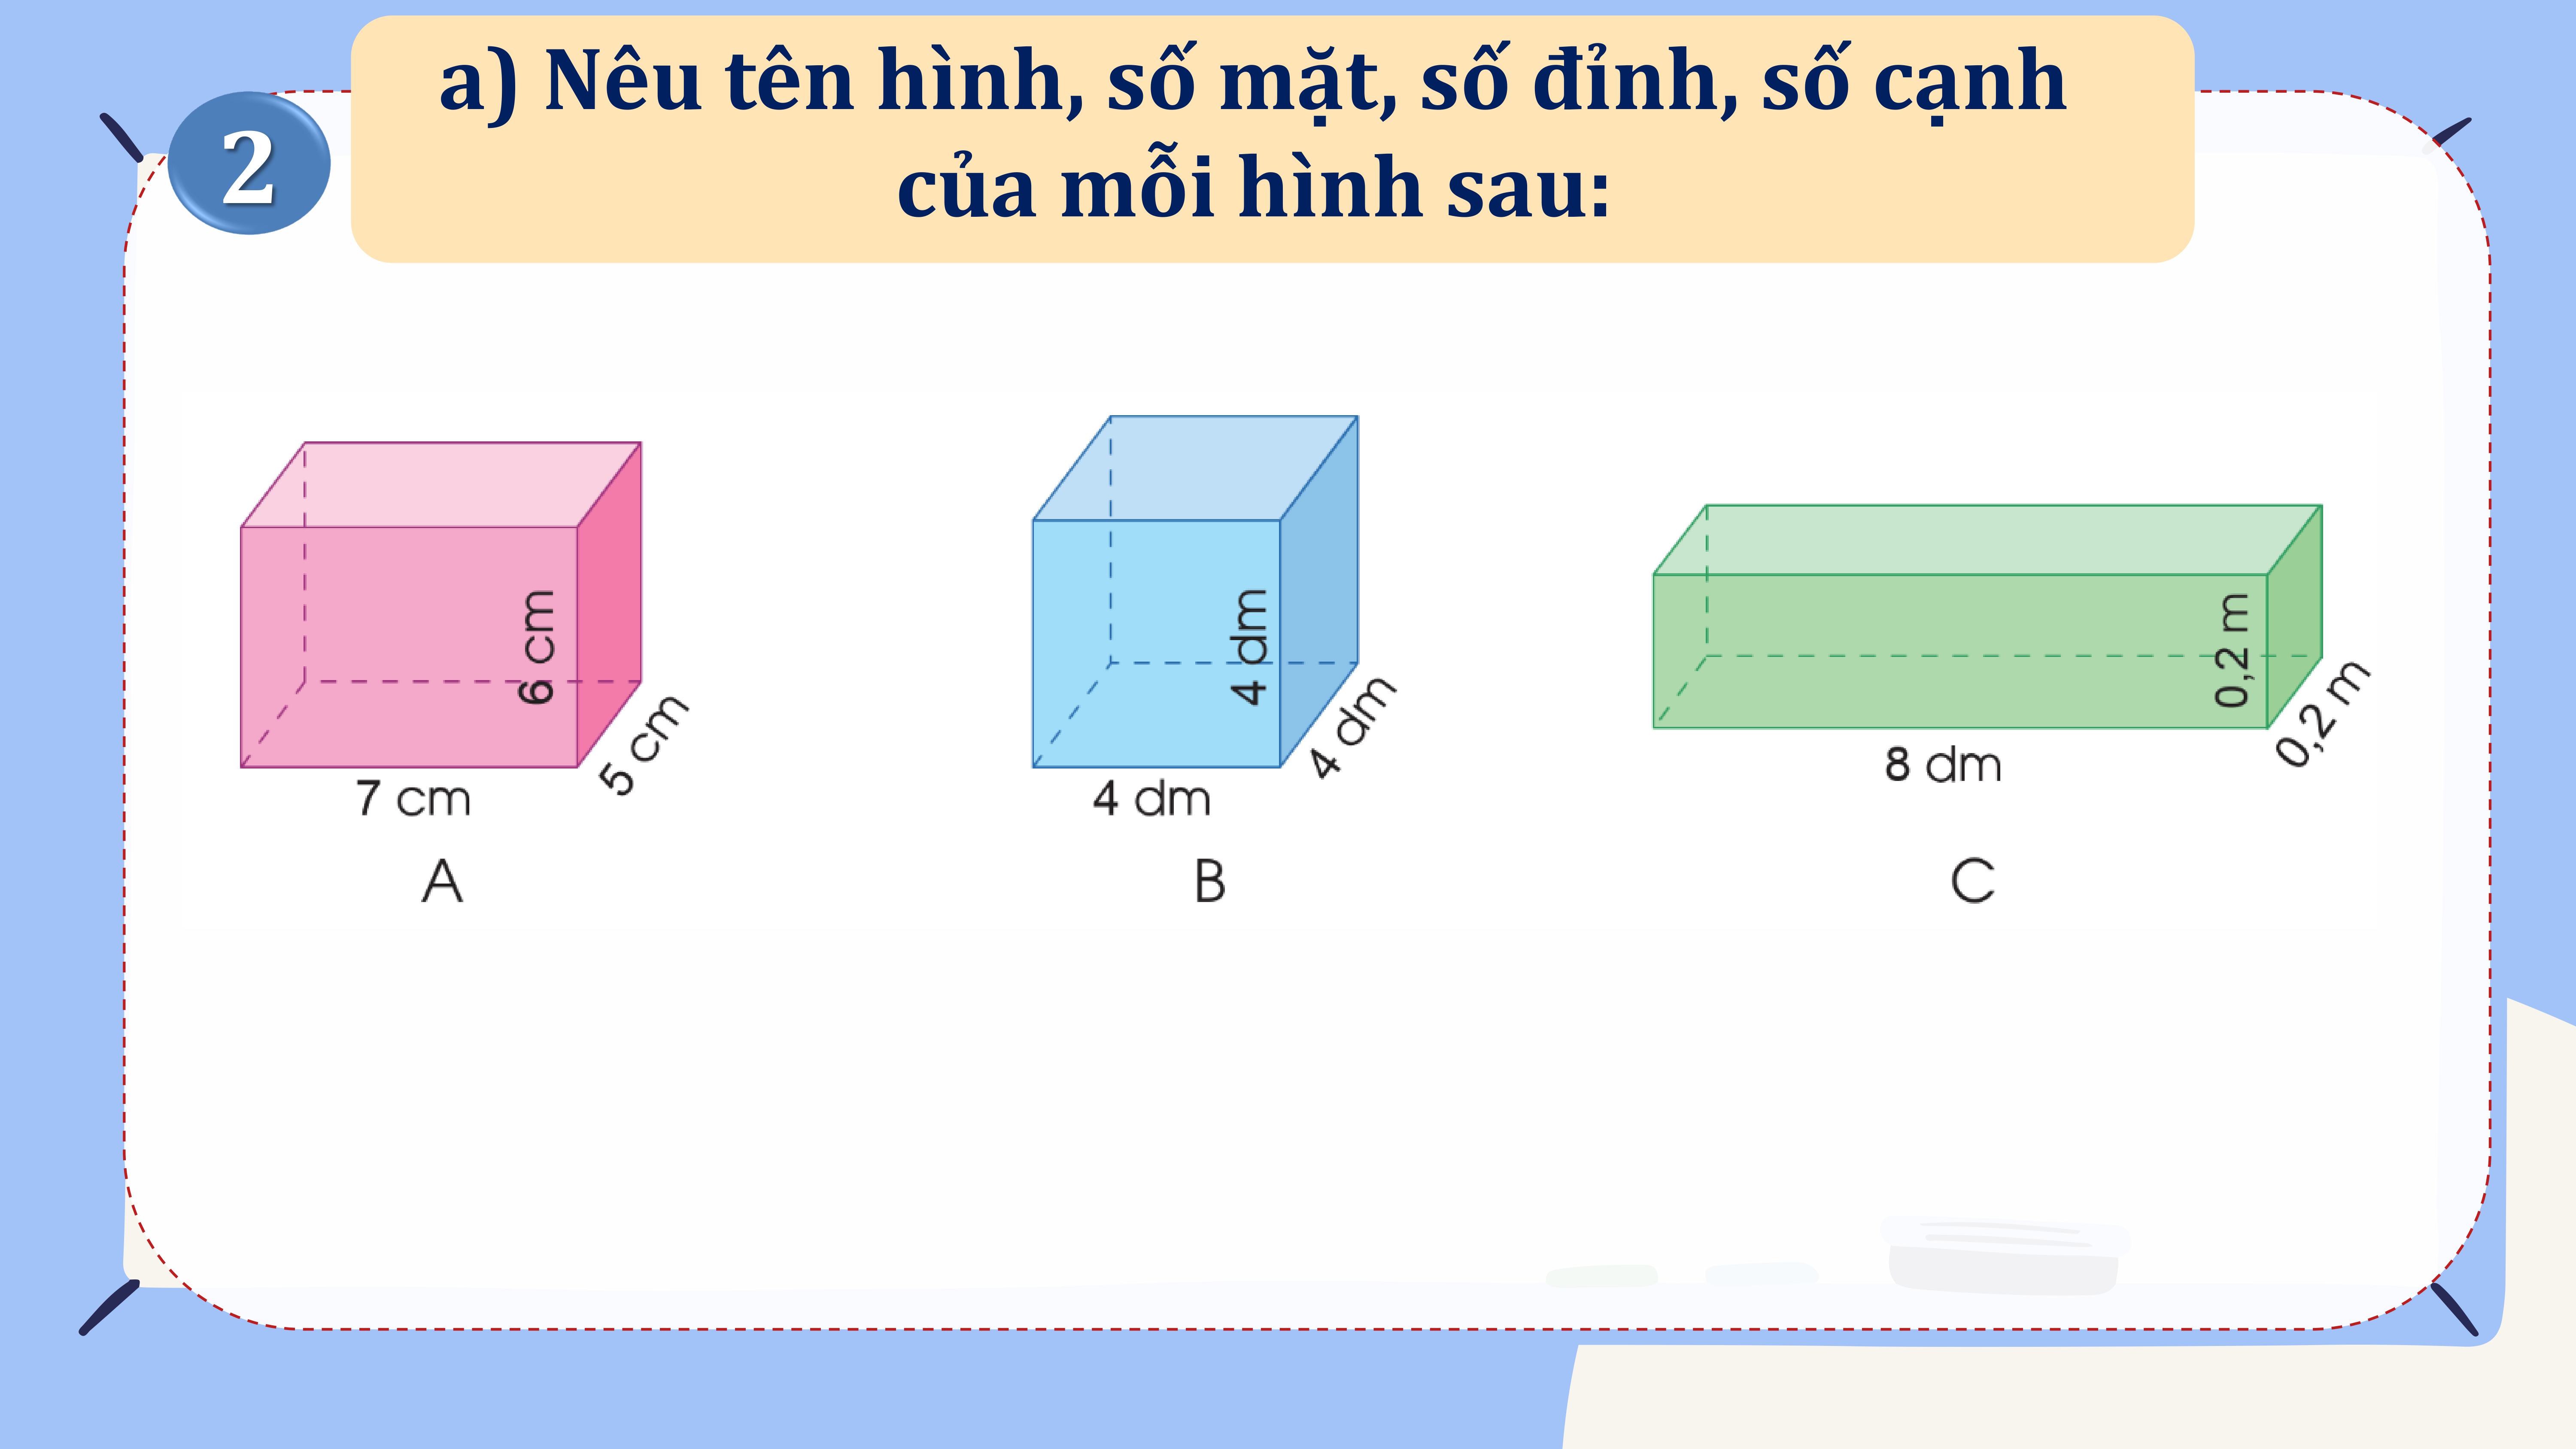 a) Nêu tên hình, số mặt, số đỉnh, số cạnh
của mỗi hình sau:
2
6 cm
5 cm
7 cm
A
4 dm
4 dm
4 dm
B
0,2 m
0,2 m
8 dm
C